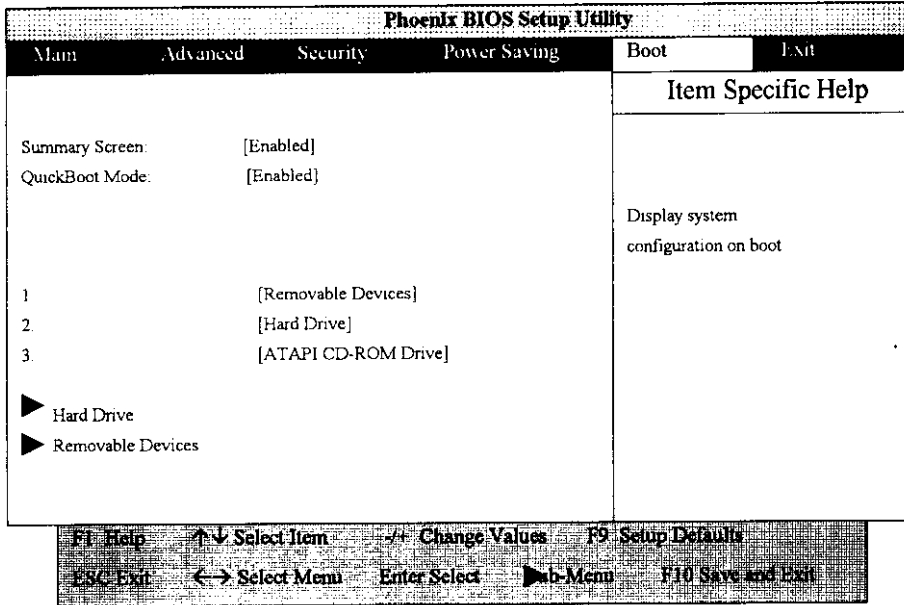 Phoenix BIOS Setup Utility
Main Advanced Security Power Saving Boot Exit
Item Specific Help
Summary Screen: [Enabled]
QuickBoot Mode: [Enabled]
Display system
configuration on boot
1 [Removable Devices]
2. [Hard Drive]
3. [ATAPI CD-ROM Drive]
▶ Hard Drive
▶ Removable Devices
F1 Help ↑↓ Select Item -/+ Change Values F9 Setup Defaults
ESC Exit ←→ Select Menu Enter Select ▶ub-Menu F10 Save and Exit